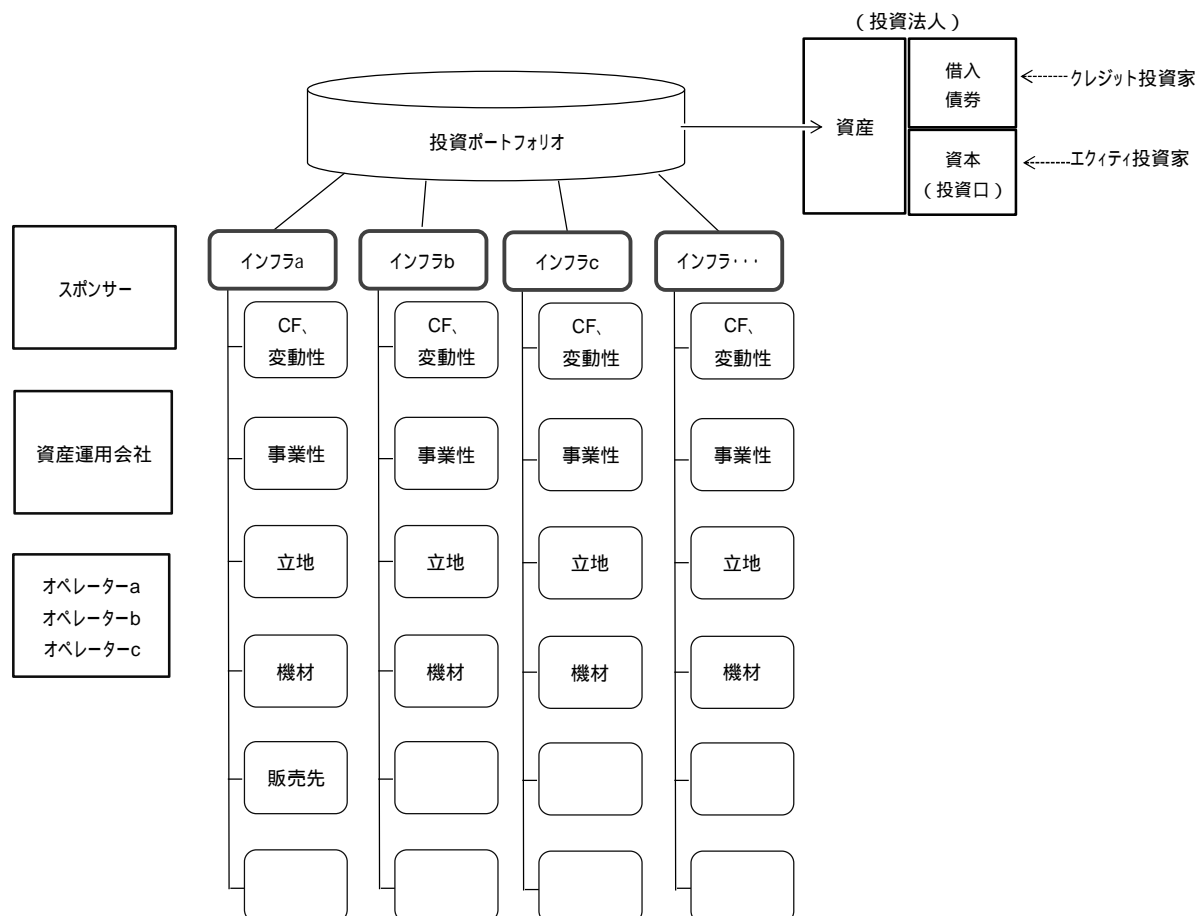 （投資法人）
資産
借入
債券
クレジット投資家
資本
（投資口）
エクィティ投資家
投資ポートフォリオ
スポンサー
資産運用会社
オペレーターa
オペレーターb
オペレーターc
インフラa
インフラb
インフラc
インフラ･･･
CF、
変動性
CF、
変動性
CF、
変動性
CF、
変動性
事業性
事業性
事業性
事業性
立地
立地
立地
立地
機材
機材
機材
機材
販売先